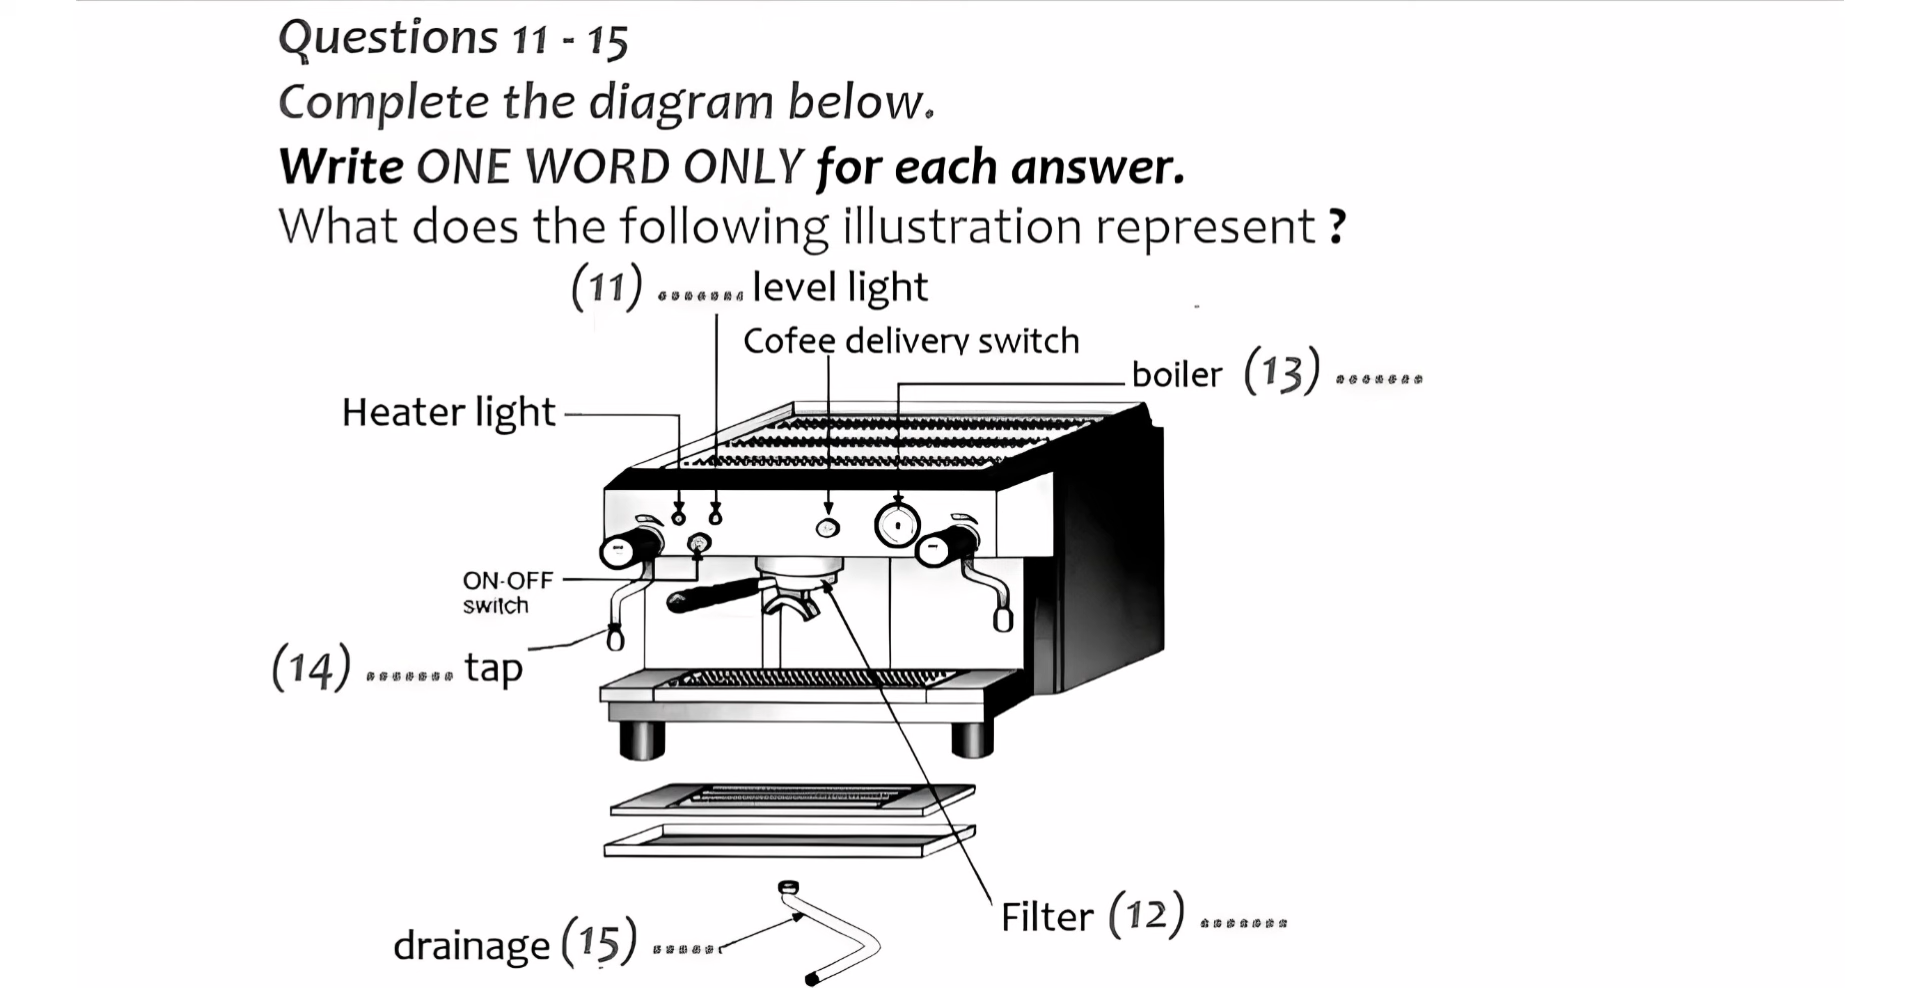 Questions 11 - 15
Complete the diagram below.
Write ONE WORD ONLY for each answer.
What does the following illustration represent ?
(11) ....... level light
Cofee delivery switch
boiler (13) .......
Heater light
ON-OFF
switch
(14) ....... tap
Filter (12) .......
drainage (15) ......